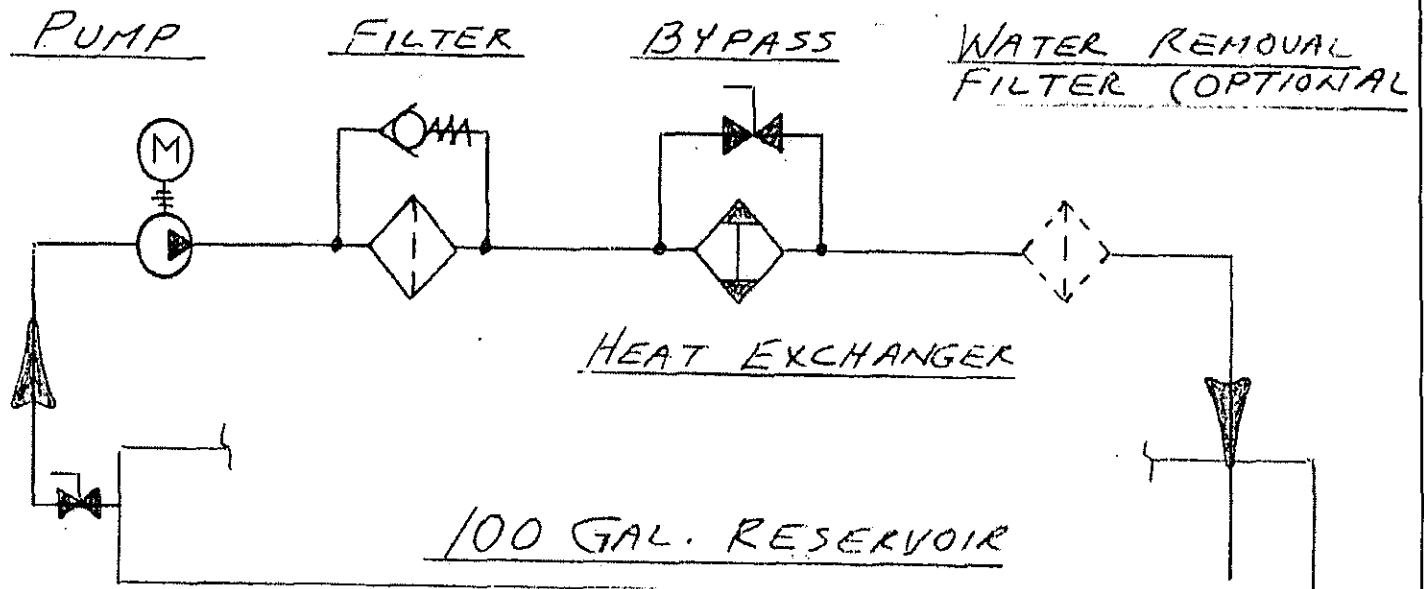 PUMP
FILTER
BYPASS
WATER REMOVAL
FILTER (OPTIONAL
M
HEAT EXCHANGER
100 GAL. RESERVOIR